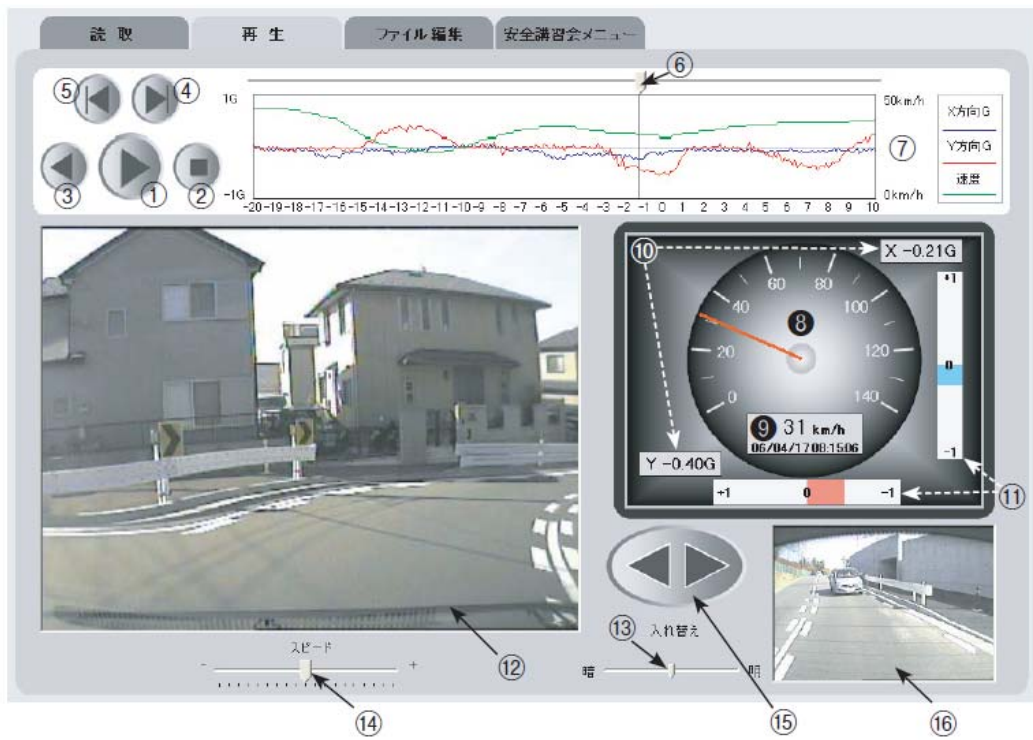 読 取
再 生
ファイル編集
安全講習会メニュー
⑤
④
⑥
③
①
②
1G
-1G
50km/h
0km/h
⑦
X方向G
Y方向G
速度
-20 -19 -18 -17 -16 -15 -14 -13 -12 -11 -10 -9 -8 -7 -6 -5 -4 -3 -2 -1 0 1 2 3 4 5 6 7 8 9 10
⑩
X -0.21G
0 20 40 60 80 100 120 140
❽
❾ 31 km/h
06/04/17 08:15:06
Y -0.40G
+1
0
-1
+1 0 -1
⑪
⑫
スピード
- +
⑭
⑬ 入れ替え
暗 明
⑮
⑯